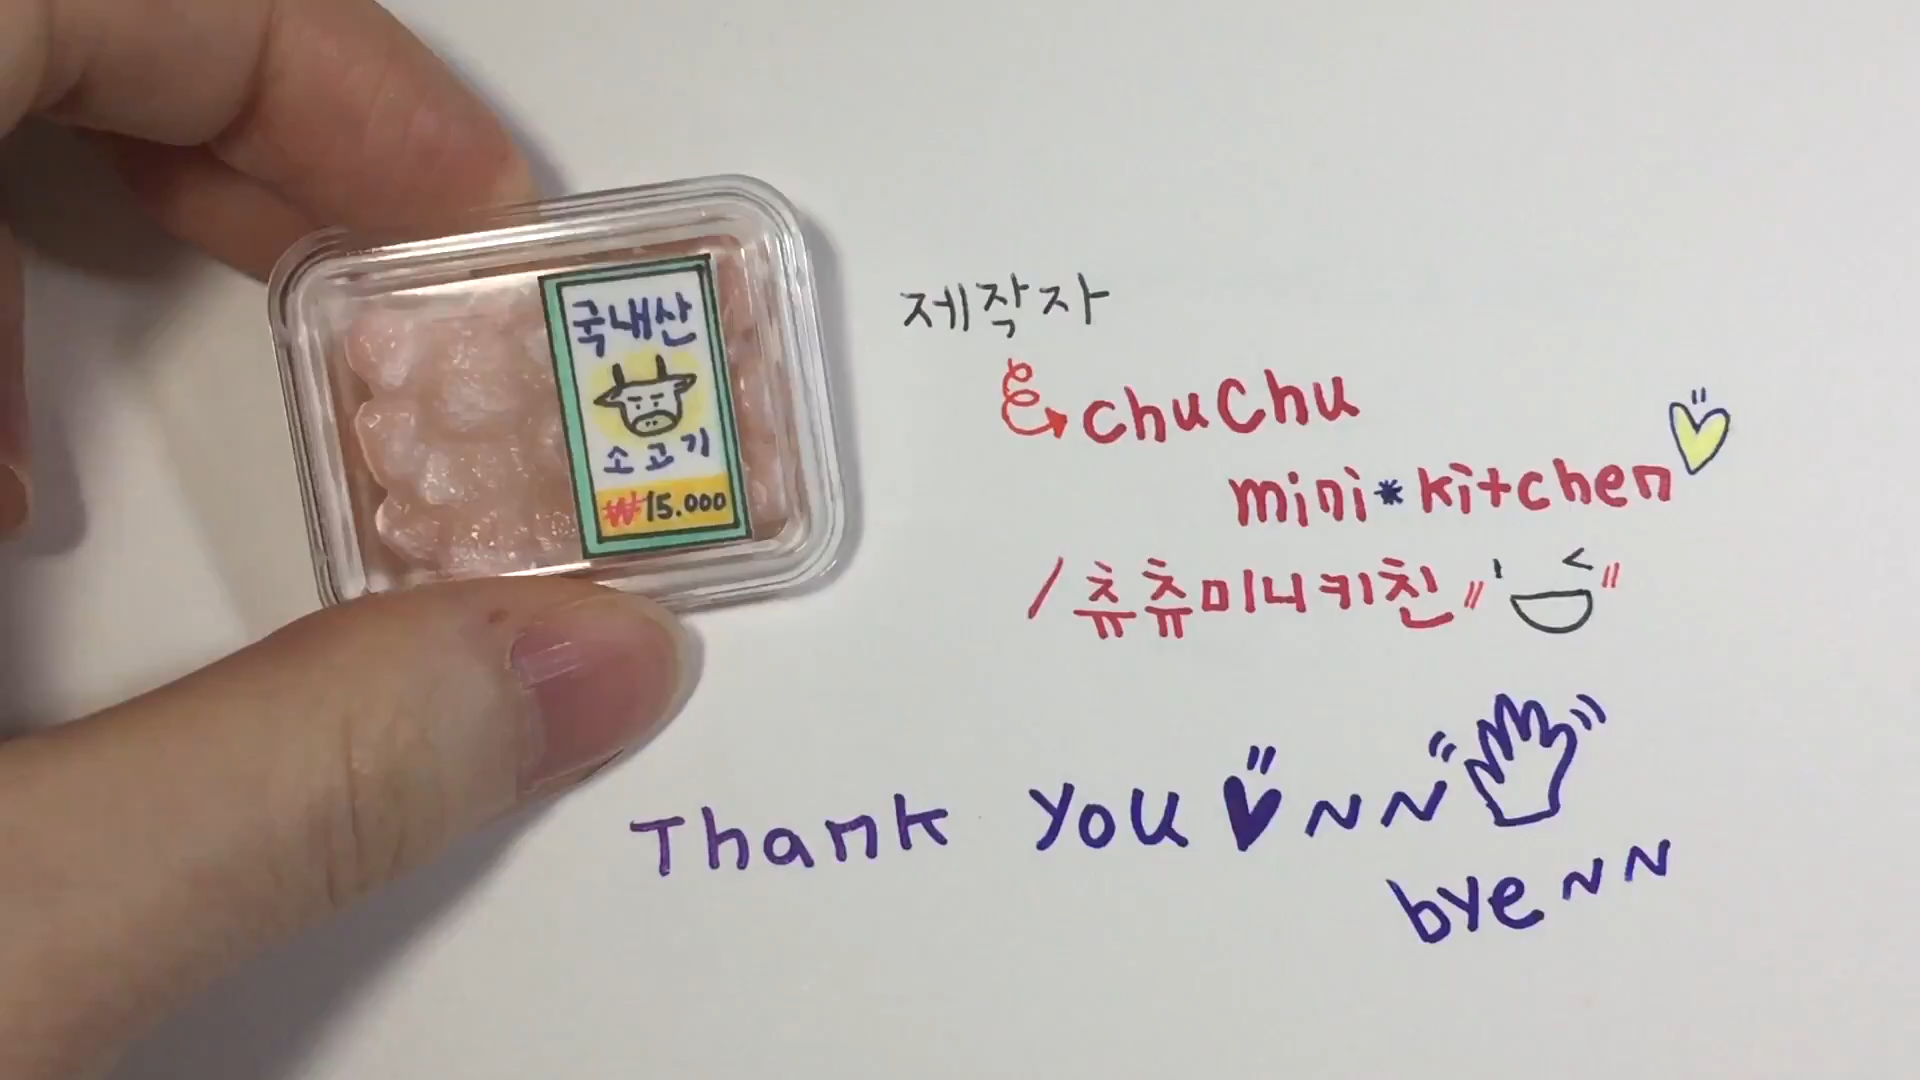 국내산
소고기
₩15.000
제작자
chuchu
mini*kitchen
/츄츄미니키친
Thank you
bye~~